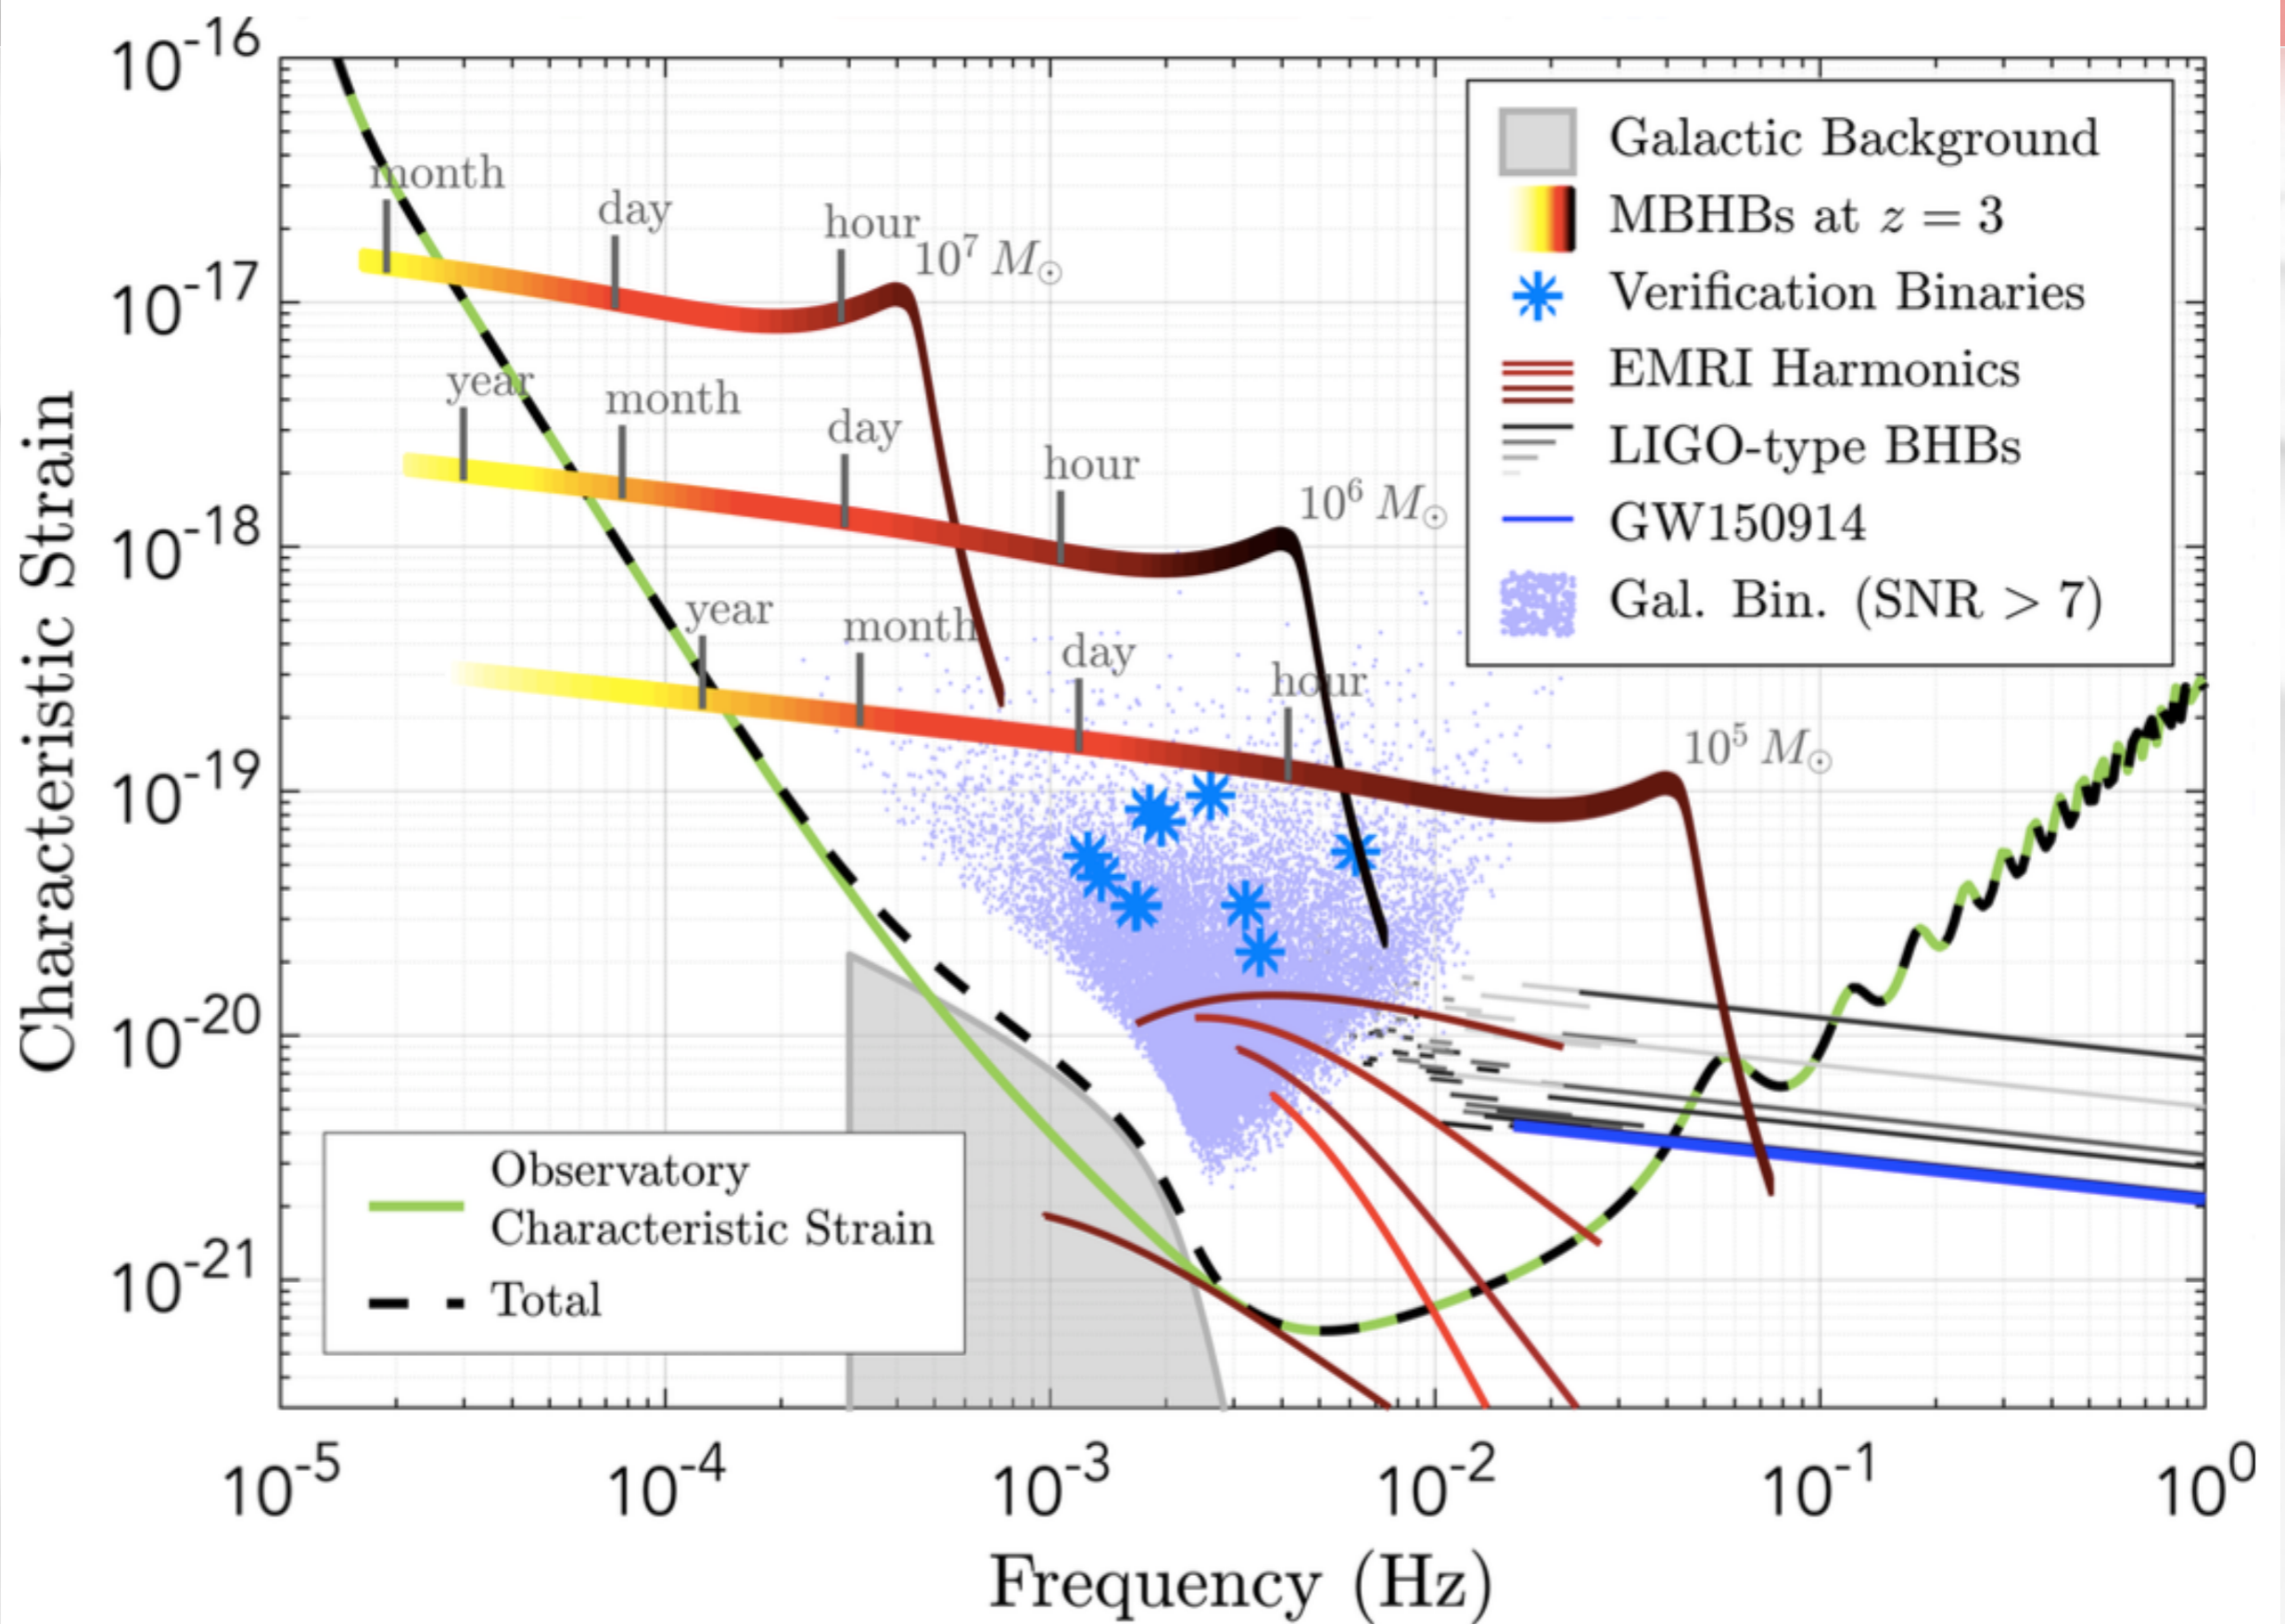 10-16
10-17
10-18
10-19
10-20
10-21
Characteristic Strain
month
day
hour
10^7 M⊙
year
month
day
hour
10^6 M⊙
year
month
day
hour
10^5 M⊙
Galactic Background
MBHBs at z = 3
Verification Binaries
EMRI Harmonics
LIGO-type BHBs
GW150914
Gal. Bin. (SNR > 7)
Observatory
Characteristic Strain
Total
10-5 10-4 10-3 10-2 10-1 10^0
Frequency (Hz)